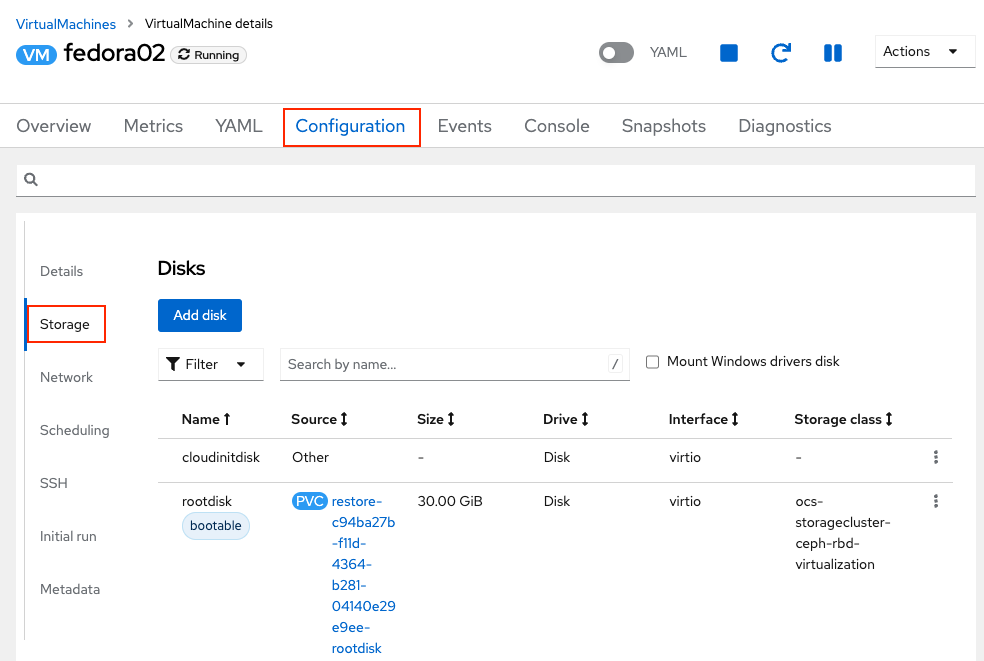 VirtualMachines > VirtualMachine details
VM fedora02 Running
YAML
Actions
Overview Metrics YAML Configuration Events Console Snapshots Diagnostics
Details
Storage
Network
Scheduling
SSH
Initial run
Metadata
Disks
Add disk
Filter Search by name... / Mount Windows drivers disk
Name Source Size Drive Interface Storage class
cloudinitdisk Other - Disk virtio -
rootdisk PVC restore- 30.00 GiB Disk virtio ocs-
bootable c94ba27b storagecluster-
-f11d- ceph-rbd-
4364- virtualization
b281-
04140e29
e9ee-
rootdisk